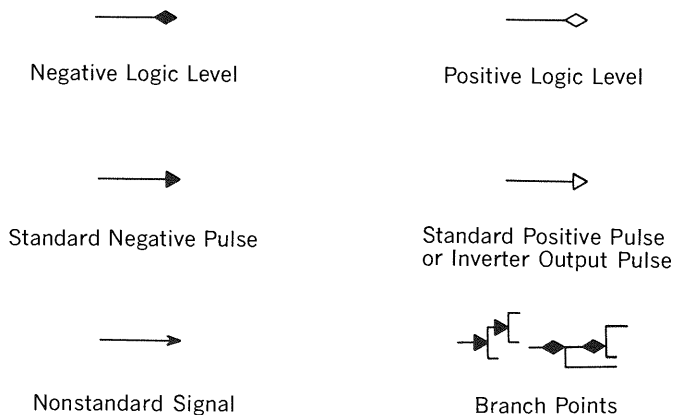 Negative Logic Level
Positive Logic Level
Standard Negative Pulse
Standard Positive Pulse
or Inverter Output Pulse
Nonstandard Signal
Branch Points